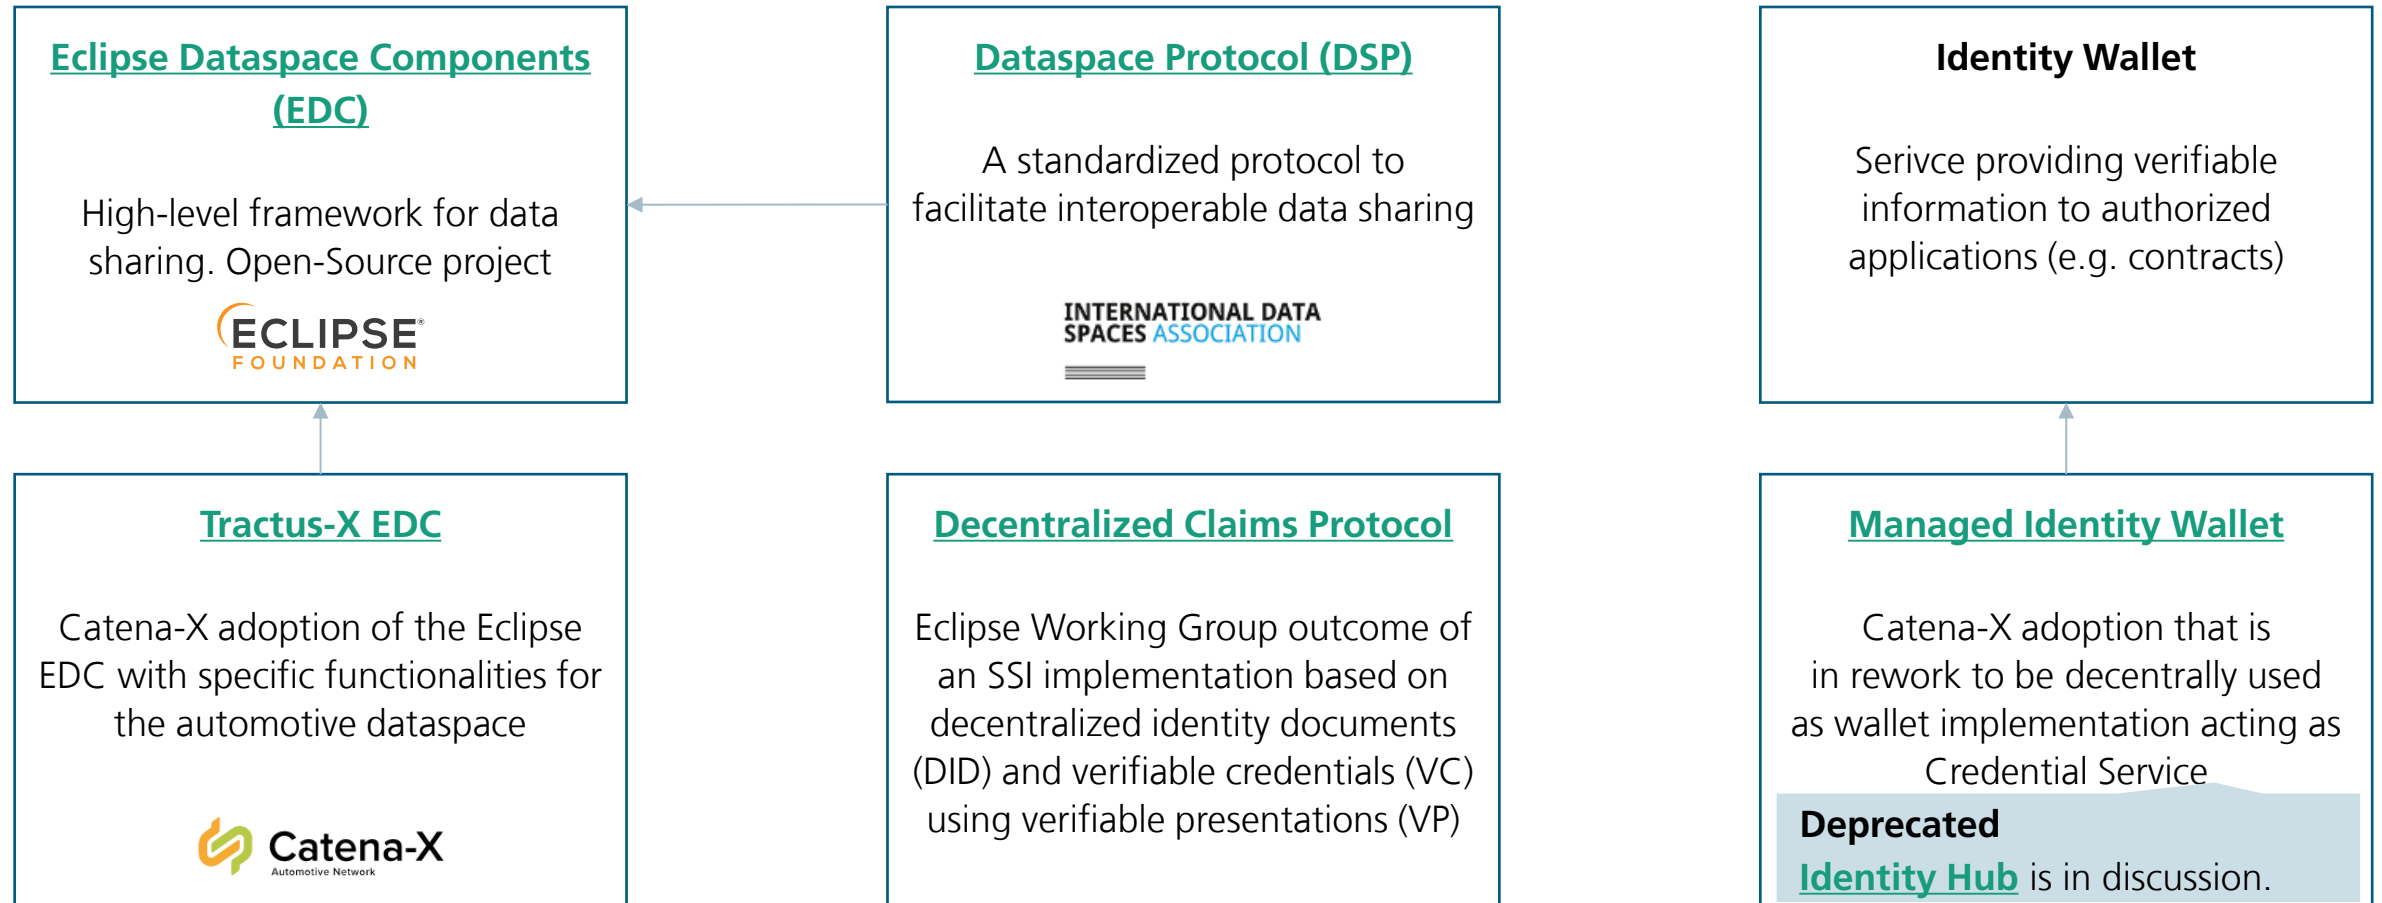 Eclipse Dataspace Components
(EDC)
High-level framework for data
sharing. Open-Source project
ECLIPSE®
FOUNDATION
Dataspace Protocol (DSP)
A standardized protocol to
facilitate interoperable data sharing
INTERNATIONAL DATA
SPACES ASSOCIATION
Identity Wallet
Serivce providing verifiable
information to authorized
applications (e.g. contracts)
Tractus-X EDC
Catena-X adoption of the Eclipse
EDC with specific functionalities for
the automotive dataspace
Catena-X
Automotive Network
Decentralized Claims Protocol
Eclipse Working Group outcome of
an SSI implementation based on
decentralized identity documents
(DID) and verifiable credentials (VC)
using verifiable presentations (VP)
Managed Identity Wallet
Catena-X adoption that is
in rework to be decentrally used
as wallet implementation acting as
Credential Service
Deprecated
Identity Hub is in discussion.